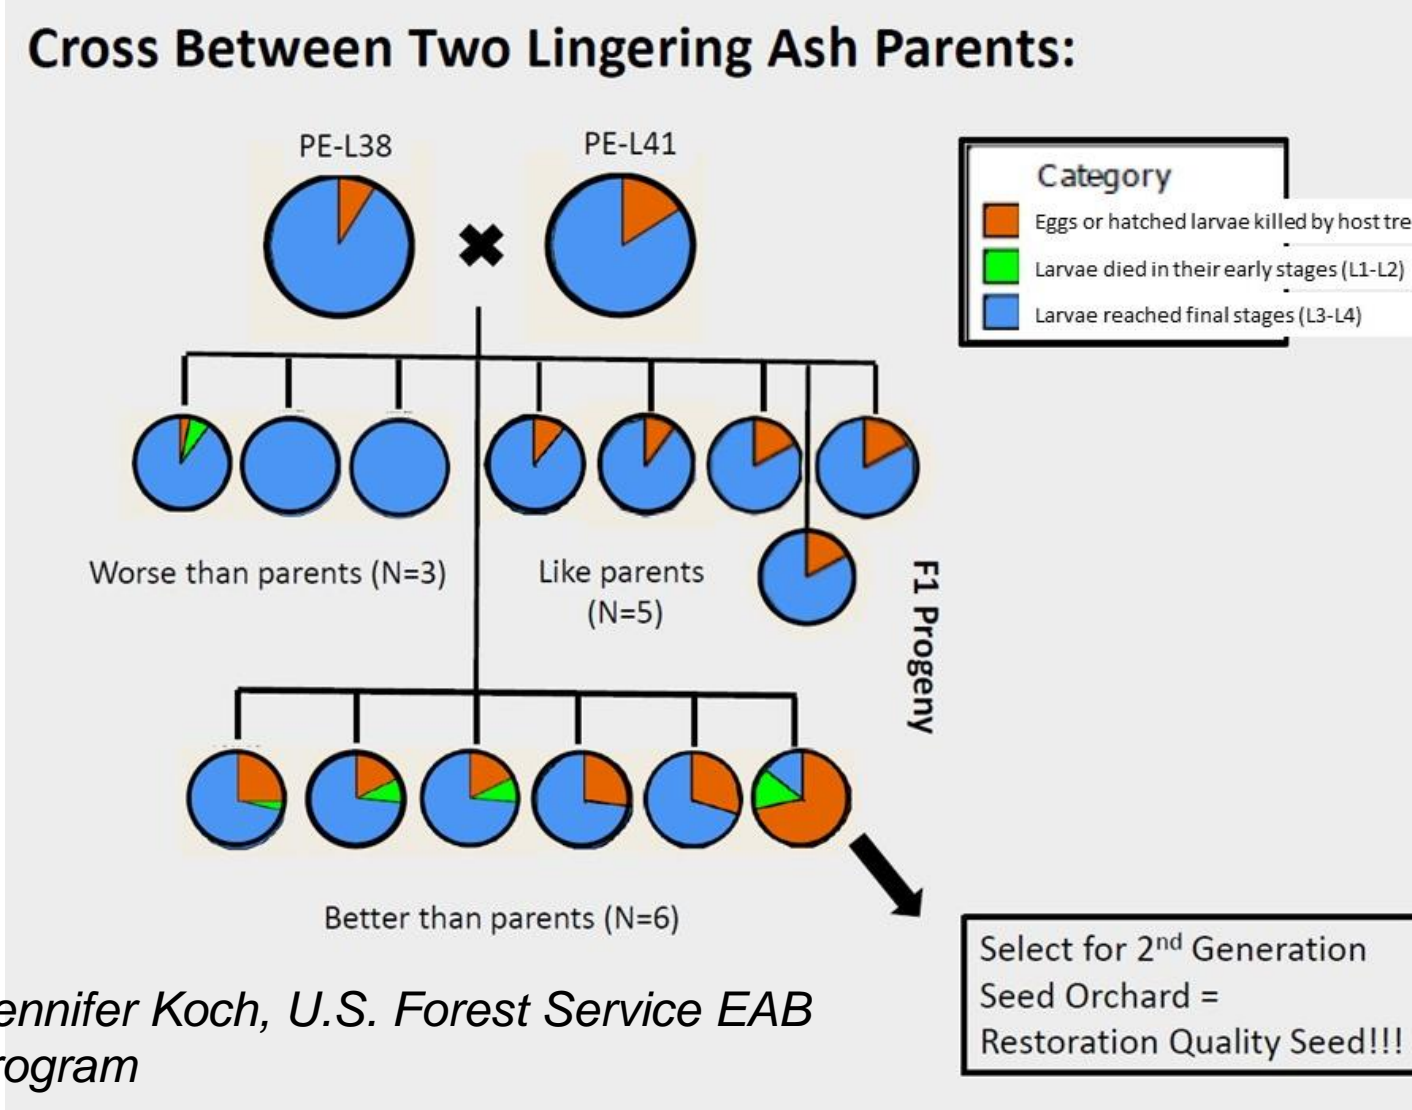 Cross Between Two Lingering Ash Parents:
PE-L38
PE-L41
Category
Eggs or hatched larvae killed by host tre
Larvae died in their early stages (L1-L2)
Larvae reached final stages (L3-L4)
Worse than parents (N=3)
Like parents
(N=5)
F1 Progeny
Better than parents (N=6)
Select for 2nd Generation
Seed Orchard =
Restoration Quality Seed!!!
ennifer Koch, U.S. Forest Service EAB
rogram